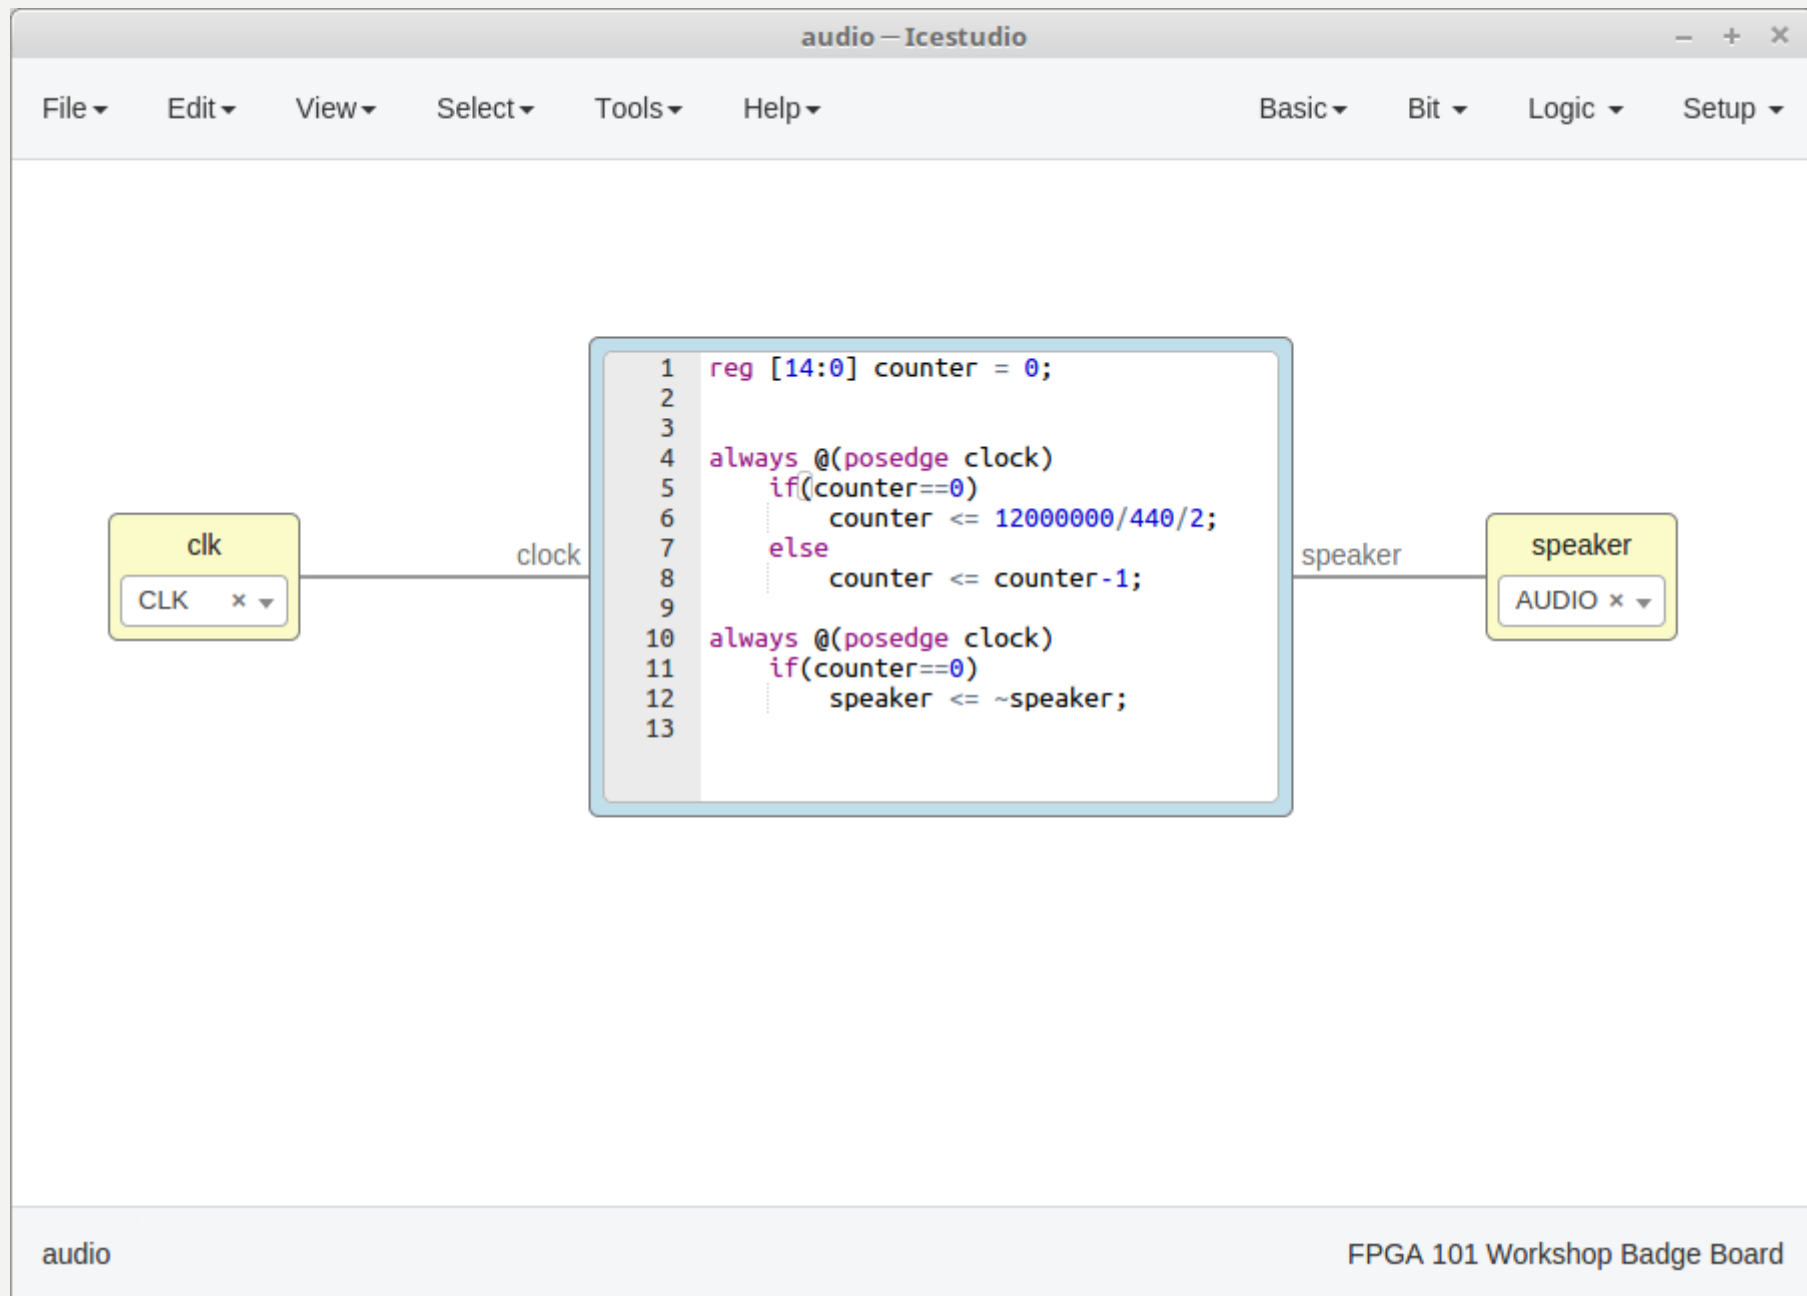 audio — Icestudio
File Edit View Select Tools Help Basic Bit Logic Setup
1 reg [14:0] counter = 0;
2
3
4 always @(posedge clock)
5     if(counter==0)
6         counter <= 12000000/440/2;
7     else
8         counter <= counter-1;
9
10 always @(posedge clock)
11     if(counter==0)
12         speaker <= ~speaker;
13
clk
CLK ×
clock
speaker
speaker
AUDIO ×
audio
FPGA 101 Workshop Badge Board